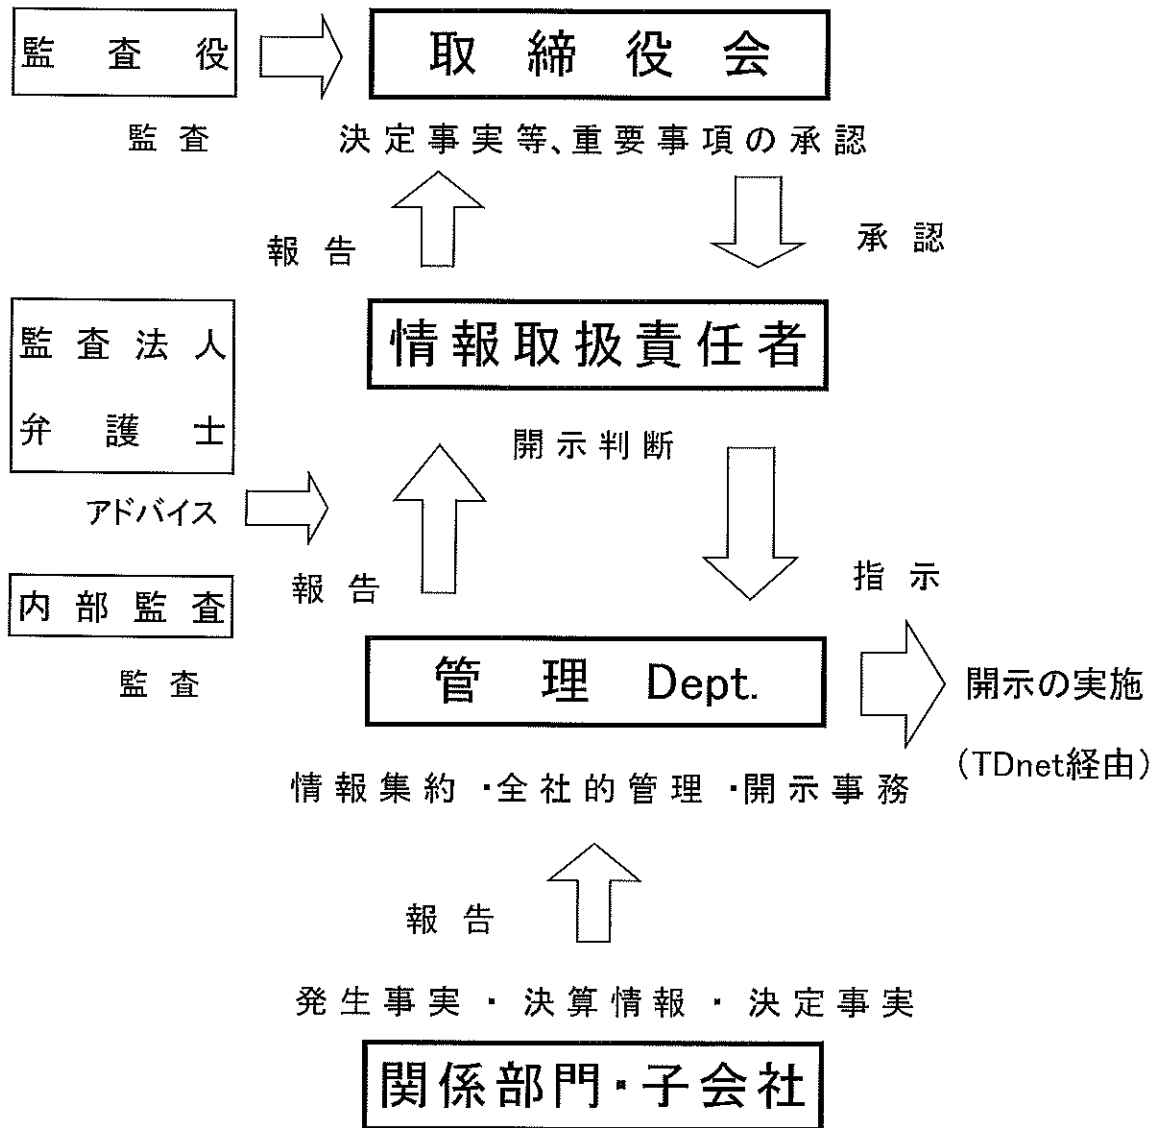 監査役
取締役会
監査
決定事実等、重要事項の承認
報告
承認
監査法人
弁護士
情報取扱責任者
開示判断
アドバイス
報告
指示
内部監査
監査
管理 Dept.
開示の実施
(TDnet経由)
情報集約・全社的管理・開示事務
報告
発生事実・決算情報・決定事実
関係部門・子会社